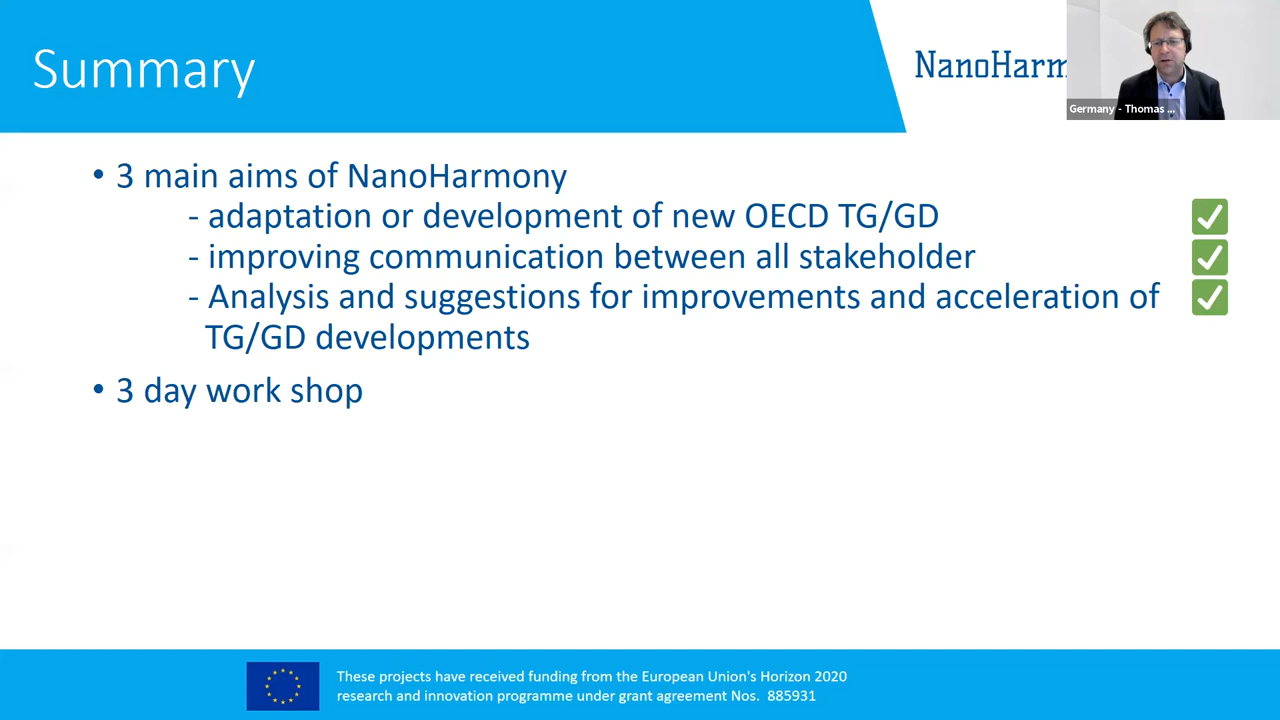 Summary
NanoHarm
Germany - Thomas ...
• 3 main aims of NanoHarmony
- adaptation or development of new OECD TG/GD
- improving communication between all stakeholder
- Analysis and suggestions for improvements and acceleration of
TG/GD developments
• 3 day work shop
These projects have received funding from the European Union's Horizon 2020
research and innovation programme under grant agreement Nos. 885931